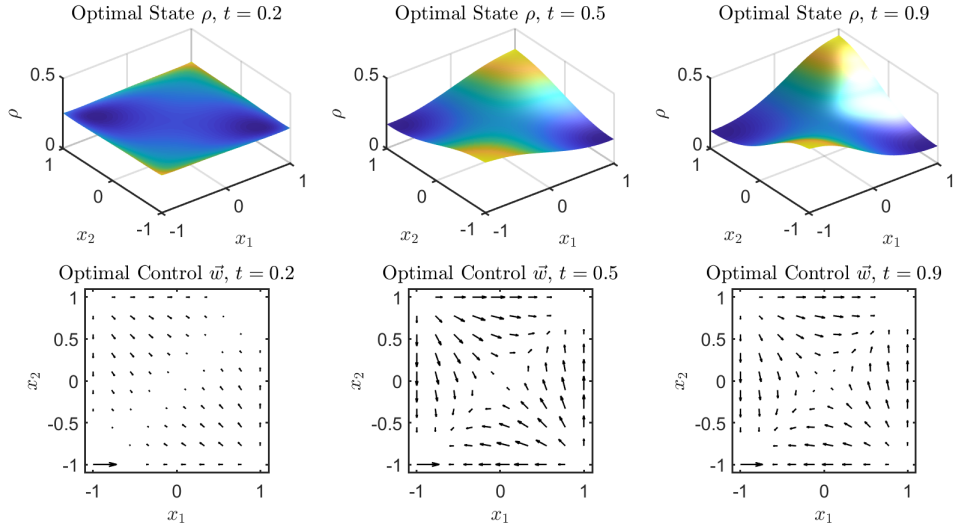 Optimal State ρ, t = 0.2
Optimal State ρ, t = 0.5
Optimal State ρ, t = 0.9
0.5
0
ρ
1
0
-1
x₂
-1
0
1
x₁
0.5
0
ρ
1
0
-1
x₂
-1
0
1
x₁
0.5
0
ρ
1
0
-1
x₂
-1
0
1
x₁
Optimal Control w⃗, t = 0.2
Optimal Control w⃗, t = 0.5
Optimal Control w⃗, t = 0.9
1
0.5
0
-0.5
-1
x₂
-1
0
1
x₁
1
0.5
0
-0.5
-1
x₂
-1
0
1
x₁
1
0.5
0
-0.5
-1
x₂
-1
0
1
x₁